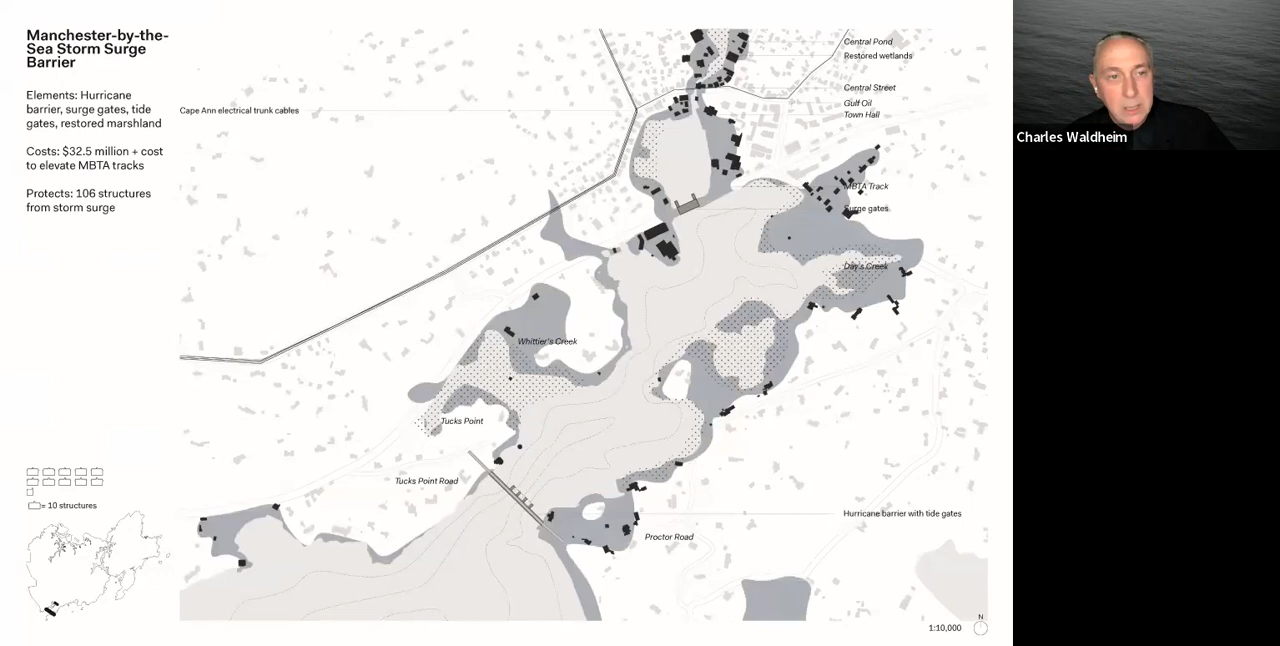 Manchester-by-the-
Sea Storm Surge
Barrier
Elements: Hurricane
barrier, surge gates, tide
gates, restored marshland
Costs: $32.5 million + cost
to elevate MBTA tracks
Protects: 106 structures
from storm surge
Cape Ann electrical trunk cables
Central Pond
Restored wetlands
Central Street
Gulf Oil
Town Hall
MBTA Track
Surge gates
Day's Creek
Whittier's Creek
Tucks Point
Tucks Point Road
Hurricane barrier with tide gates
Proctor Road
= 10 structures
1:10,000
N
Charles Waldheim